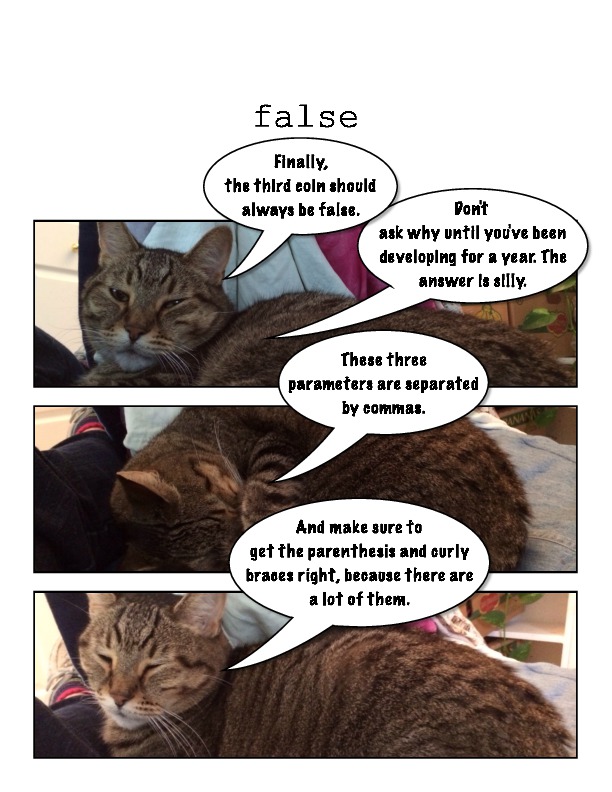 false
Finally,
the third coin should
always be false.
Don't
ask why until you've been
developing for a year. The
answer is silly.
These three
parameters are separated
by commas.
And make sure to
get the parenthesis and curly
braces right, because there are
a lot of them.